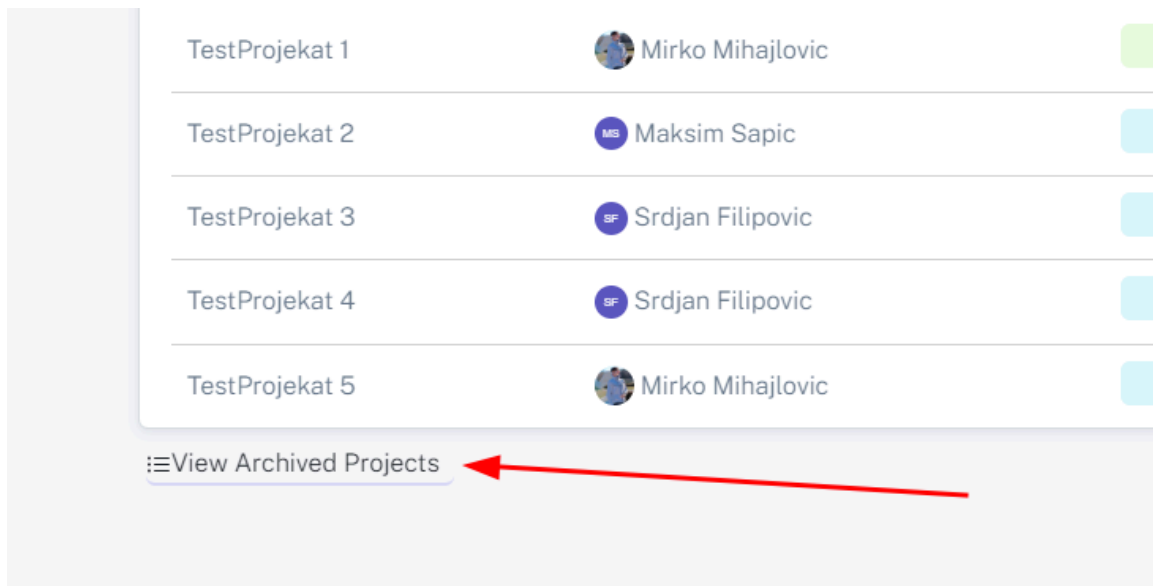 TestProjekat 1 Mirko Mihajlovic
TestProjekat 2 MS Maksim Sapic
TestProjekat 3 SF Srdjan Filipovic
TestProjekat 4 SF Srdjan Filipovic
TestProjekat 5 Mirko Mihajlovic
View Archived Projects